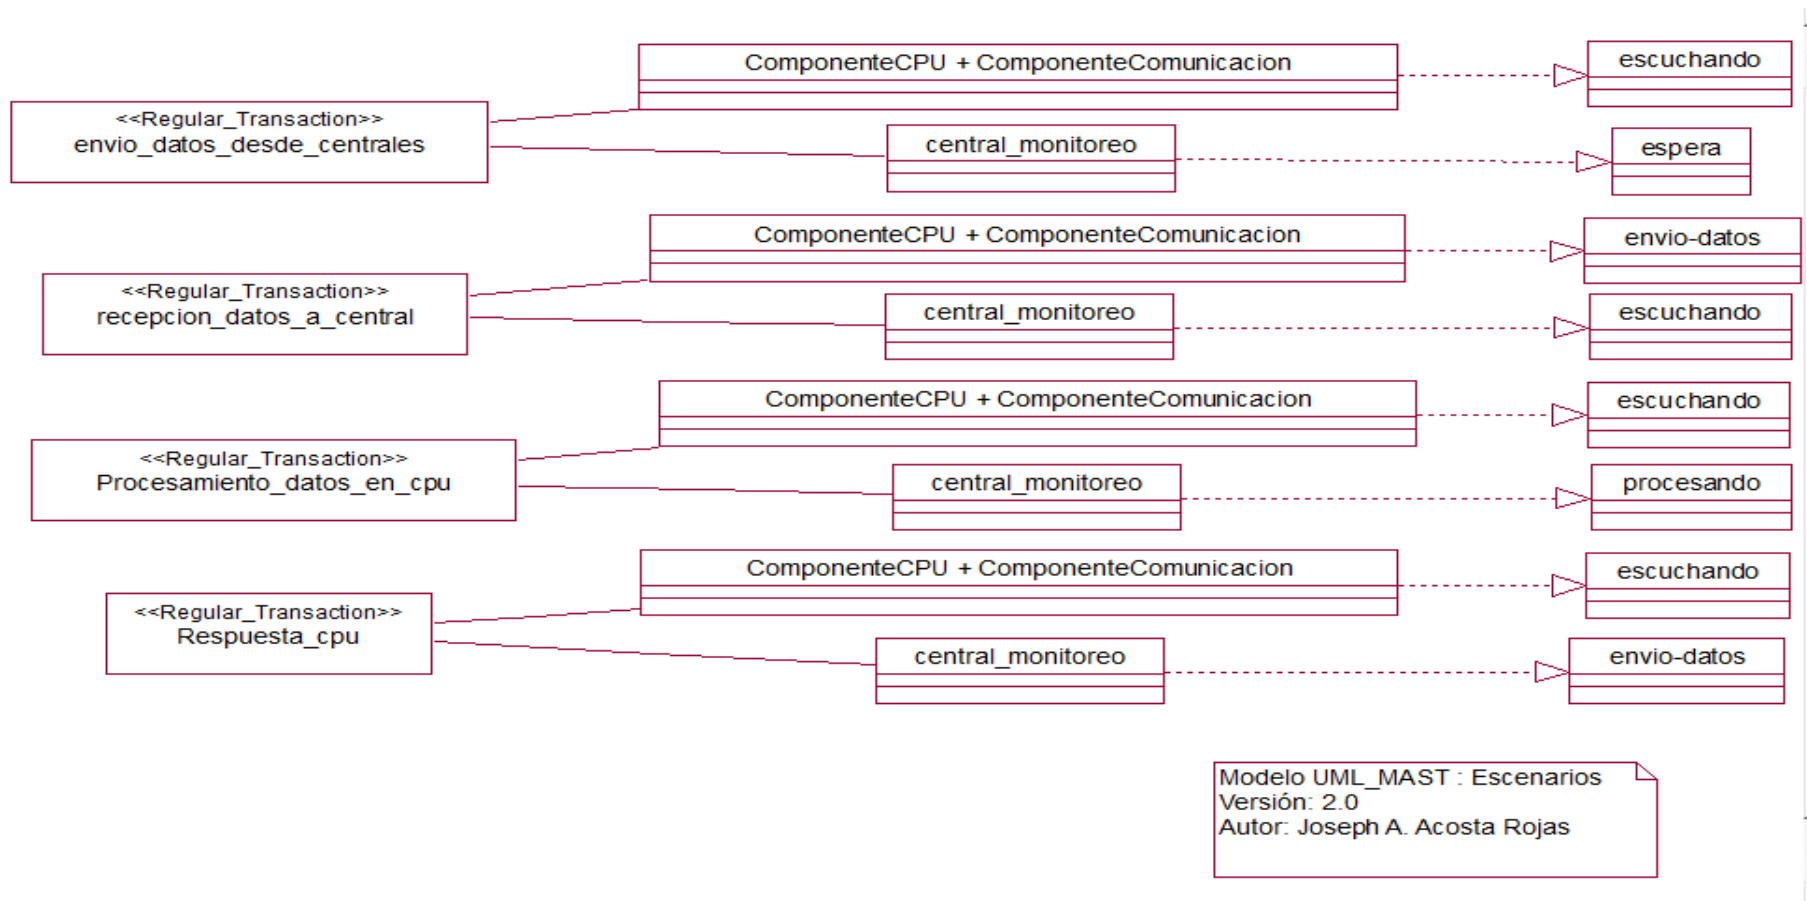 ComponenteCPU + ComponenteComunicacion
escuchando
<<Regular_Transaction>>
envio_datos_desde_centrales
central_monitoreo
espera
ComponenteCPU + ComponenteComunicacion
envio-datos
<<Regular_Transaction>>
recepcion_datos_a_central
central_monitoreo
escuchando
ComponenteCPU + ComponenteComunicacion
escuchando
<<Regular_Transaction>>
Procesamiento_datos_en_cpu
central_monitoreo
procesando
ComponenteCPU + ComponenteComunicacion
escuchando
<<Regular_Transaction>>
Respuesta_cpu
central_monitoreo
envio-datos
Modelo UML_MAST : Escenarios
Versión: 2.0
Autor: Joseph A. Acosta Rojas